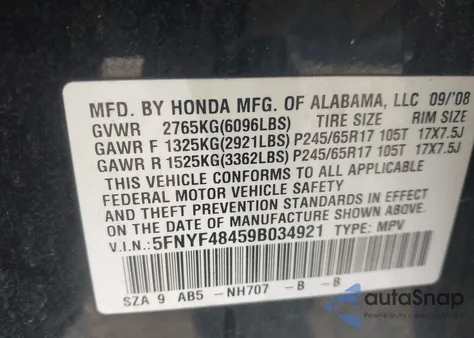 MFD. BY HONDA MFG. OF ALABAMA, LLC 09/'08
GVWR 2765KG(6096LBS) TIRE SIZE RIM SIZE
GAWR F 1325KG(2921LBS) P245/65R17 105T 17X7.5J
GAWR R 1525KG(3362LBS) P245/65R17 105T 17X7.5J
THIS VEHICLE CONFORMS TO ALL APPLICABLE
FEDERAL MOTOR VEHICLE SAFETY
AND THEFT PREVENTION STANDARDS IN EFFECT
ON THE DATE OF MANUFACTURE SHOWN ABOVE.
V.I.N.: 5FNYF48459B034921 TYPE: MPV
SZA 9 AB5 -NH707 -B -B
autoSnap